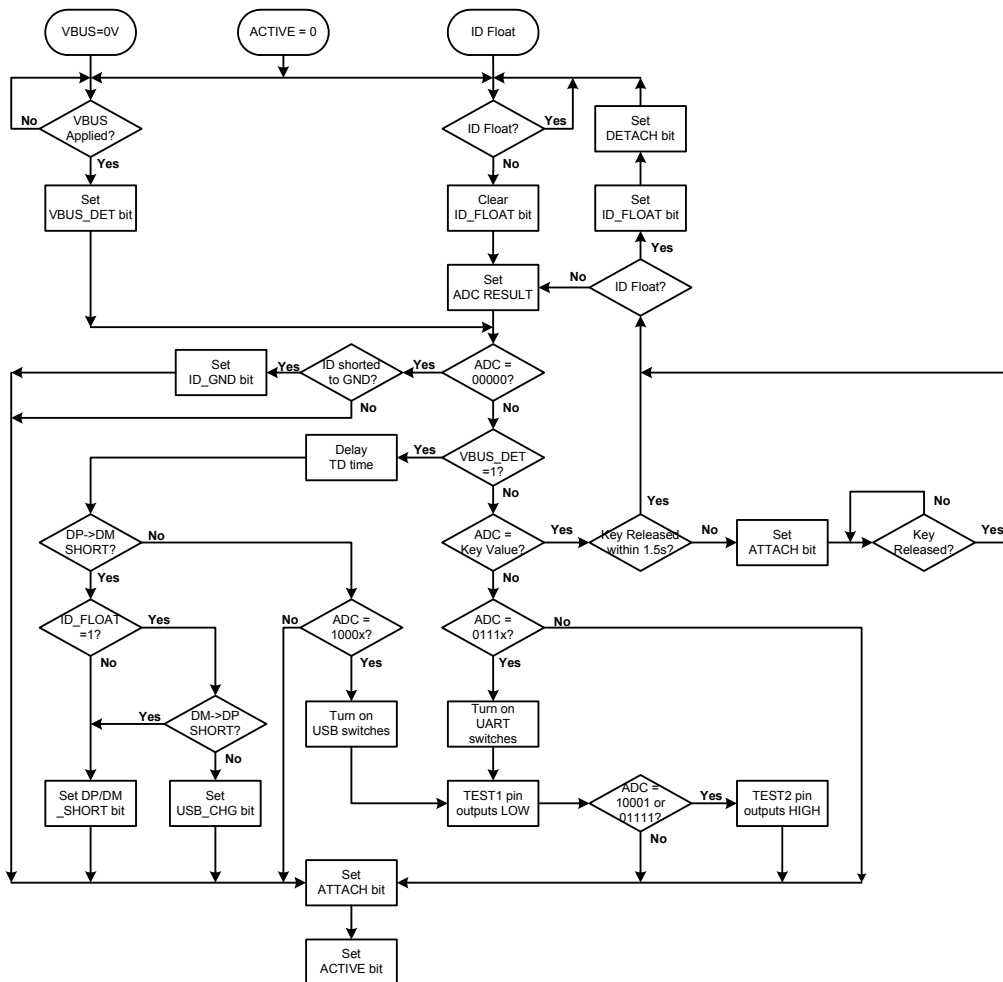 VBUS=0V
ACTIVE = 0
ID Float
No
VBUS
Applied?
Yes
ID Float?
Yes
No
Set
DETACH bit
Set
VBUS_DET bit
Clear
ID_FLOAT bit
Set
ID_FLOAT bit
Yes
Set
ADC RESULT
No
ID Float?
Set
ID_GND bit
Yes
ID shorted
to GND?
No
Yes
ADC =
00000?
No
Delay
TD time
Yes
VBUS_DET
=1?
No
DP->DM
SHORT?
No
Yes
ADC =
Key Value?
Yes
No
Key Released
within 1.5s?
Yes
No
Set
ATTACH bit
No
Key
Released?
Yes
ID_FLOAT
=1?
Yes
No
No
ADC =
1000x?
Yes
ADC =
0111x?
No
Yes
Yes
DM->DP
SHORT?
No
Turn on
USB switches
Turn on
UART
switches
Set DP/DM
_SHORT bit
Set
USB_CHG bit
TEST1 pin
outputs LOW
ADC =
10001 or
01111?
Yes
No
TEST2 pin
outputs HIGH
Set
ATTACH bit
Set
ACTIVE bit